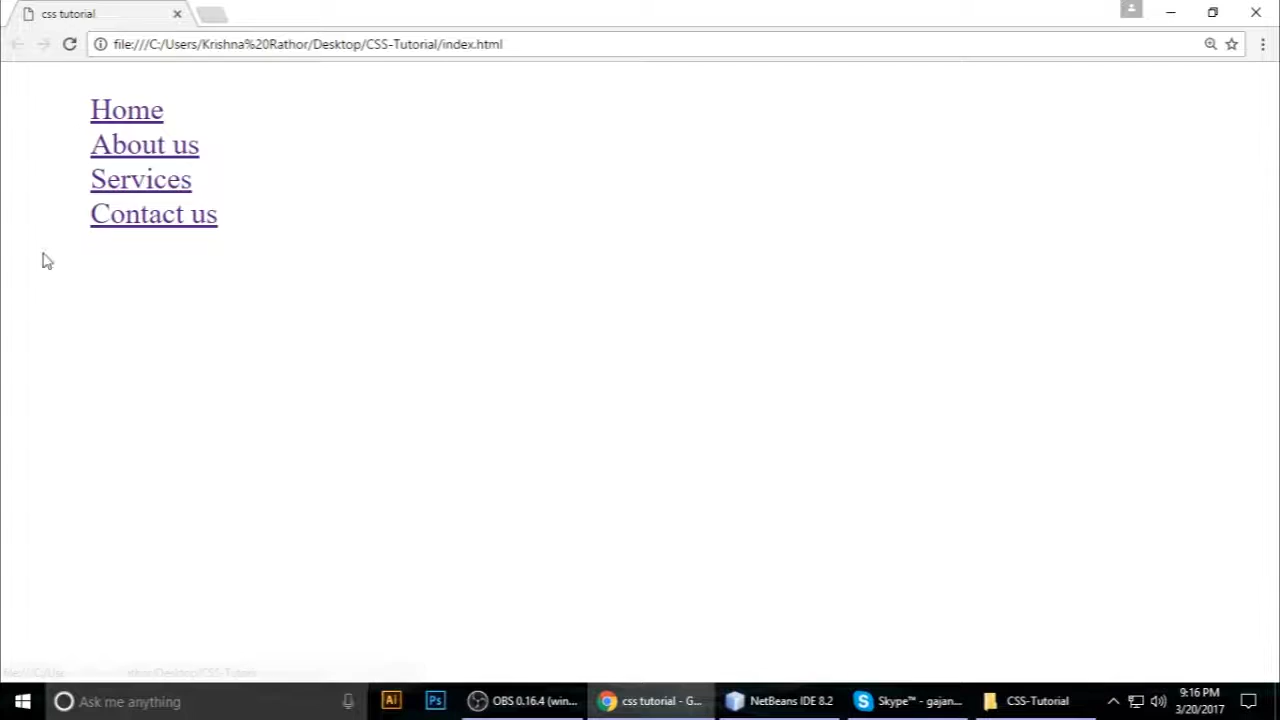 css tutorial
file:///C:/Users/Krishna%20Rathor/Desktop/CSS-Tutorial/index.html
Home
About us
Services
Contact us
Ask me anything
Ai
Ps
OBS 0.16.4 (win...
css tutorial - G...
NetBeans IDE 8.2
Skype™ - gajan...
CSS-Tutorial
9:16 PM
3/20/2017